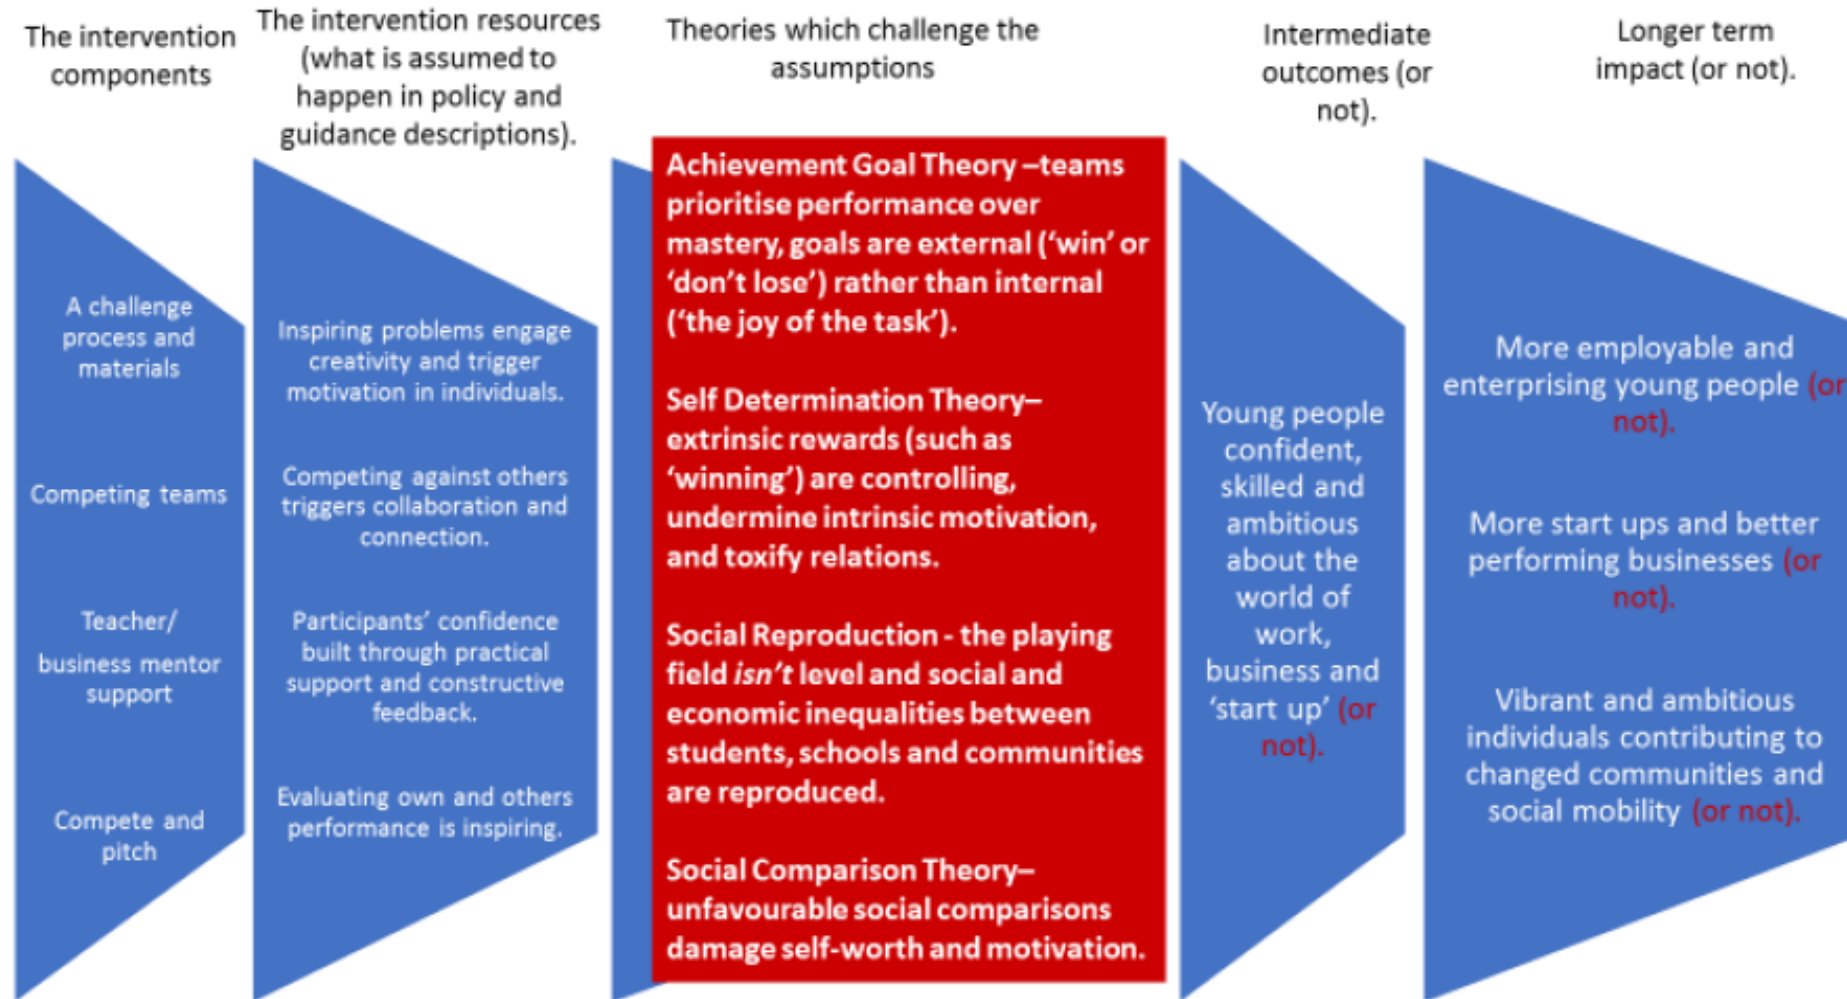 The intervention
components
The intervention resources
(what is assumed to
happen in policy and
guidance descriptions).
Theories which challenge the
assumptions
Intermediate
outcomes (or
not).
Longer term
impact (or not).
A challenge
process and
materials
Competing teams
Teacher/
business mentor
support
Compete and
pitch
Inspiring problems engage
creativity and trigger
motivation in individuals.
Competing against others
triggers collaboration and
connection.
Participants’ confidence
built through practical
support and constructive
feedback.
Evaluating own and others
performance is inspiring.
Achievement Goal Theory –teams
prioritise performance over
mastery, goals are external (‘win’ or
‘don’t lose’) rather than internal
(‘the joy of the task’).
Self Determination Theory–
extrinsic rewards (such as
‘winning’) are controlling,
undermine intrinsic motivation,
and toxify relations.
Social Reproduction - the playing
field isn’t level and social and
economic inequalities between
students, schools and communities
are reproduced.
Social Comparison Theory–
unfavourable social comparisons
damage self-worth and motivation.
Young people
confident,
skilled and
ambitious
about the
world of
work,
business and
‘start up’ (or
not).
More employable and
enterprising young people (or
not).
More start ups and better
performing businesses (or
not).
Vibrant and ambitious
individuals contributing to
changed communities and
social mobility (or not).